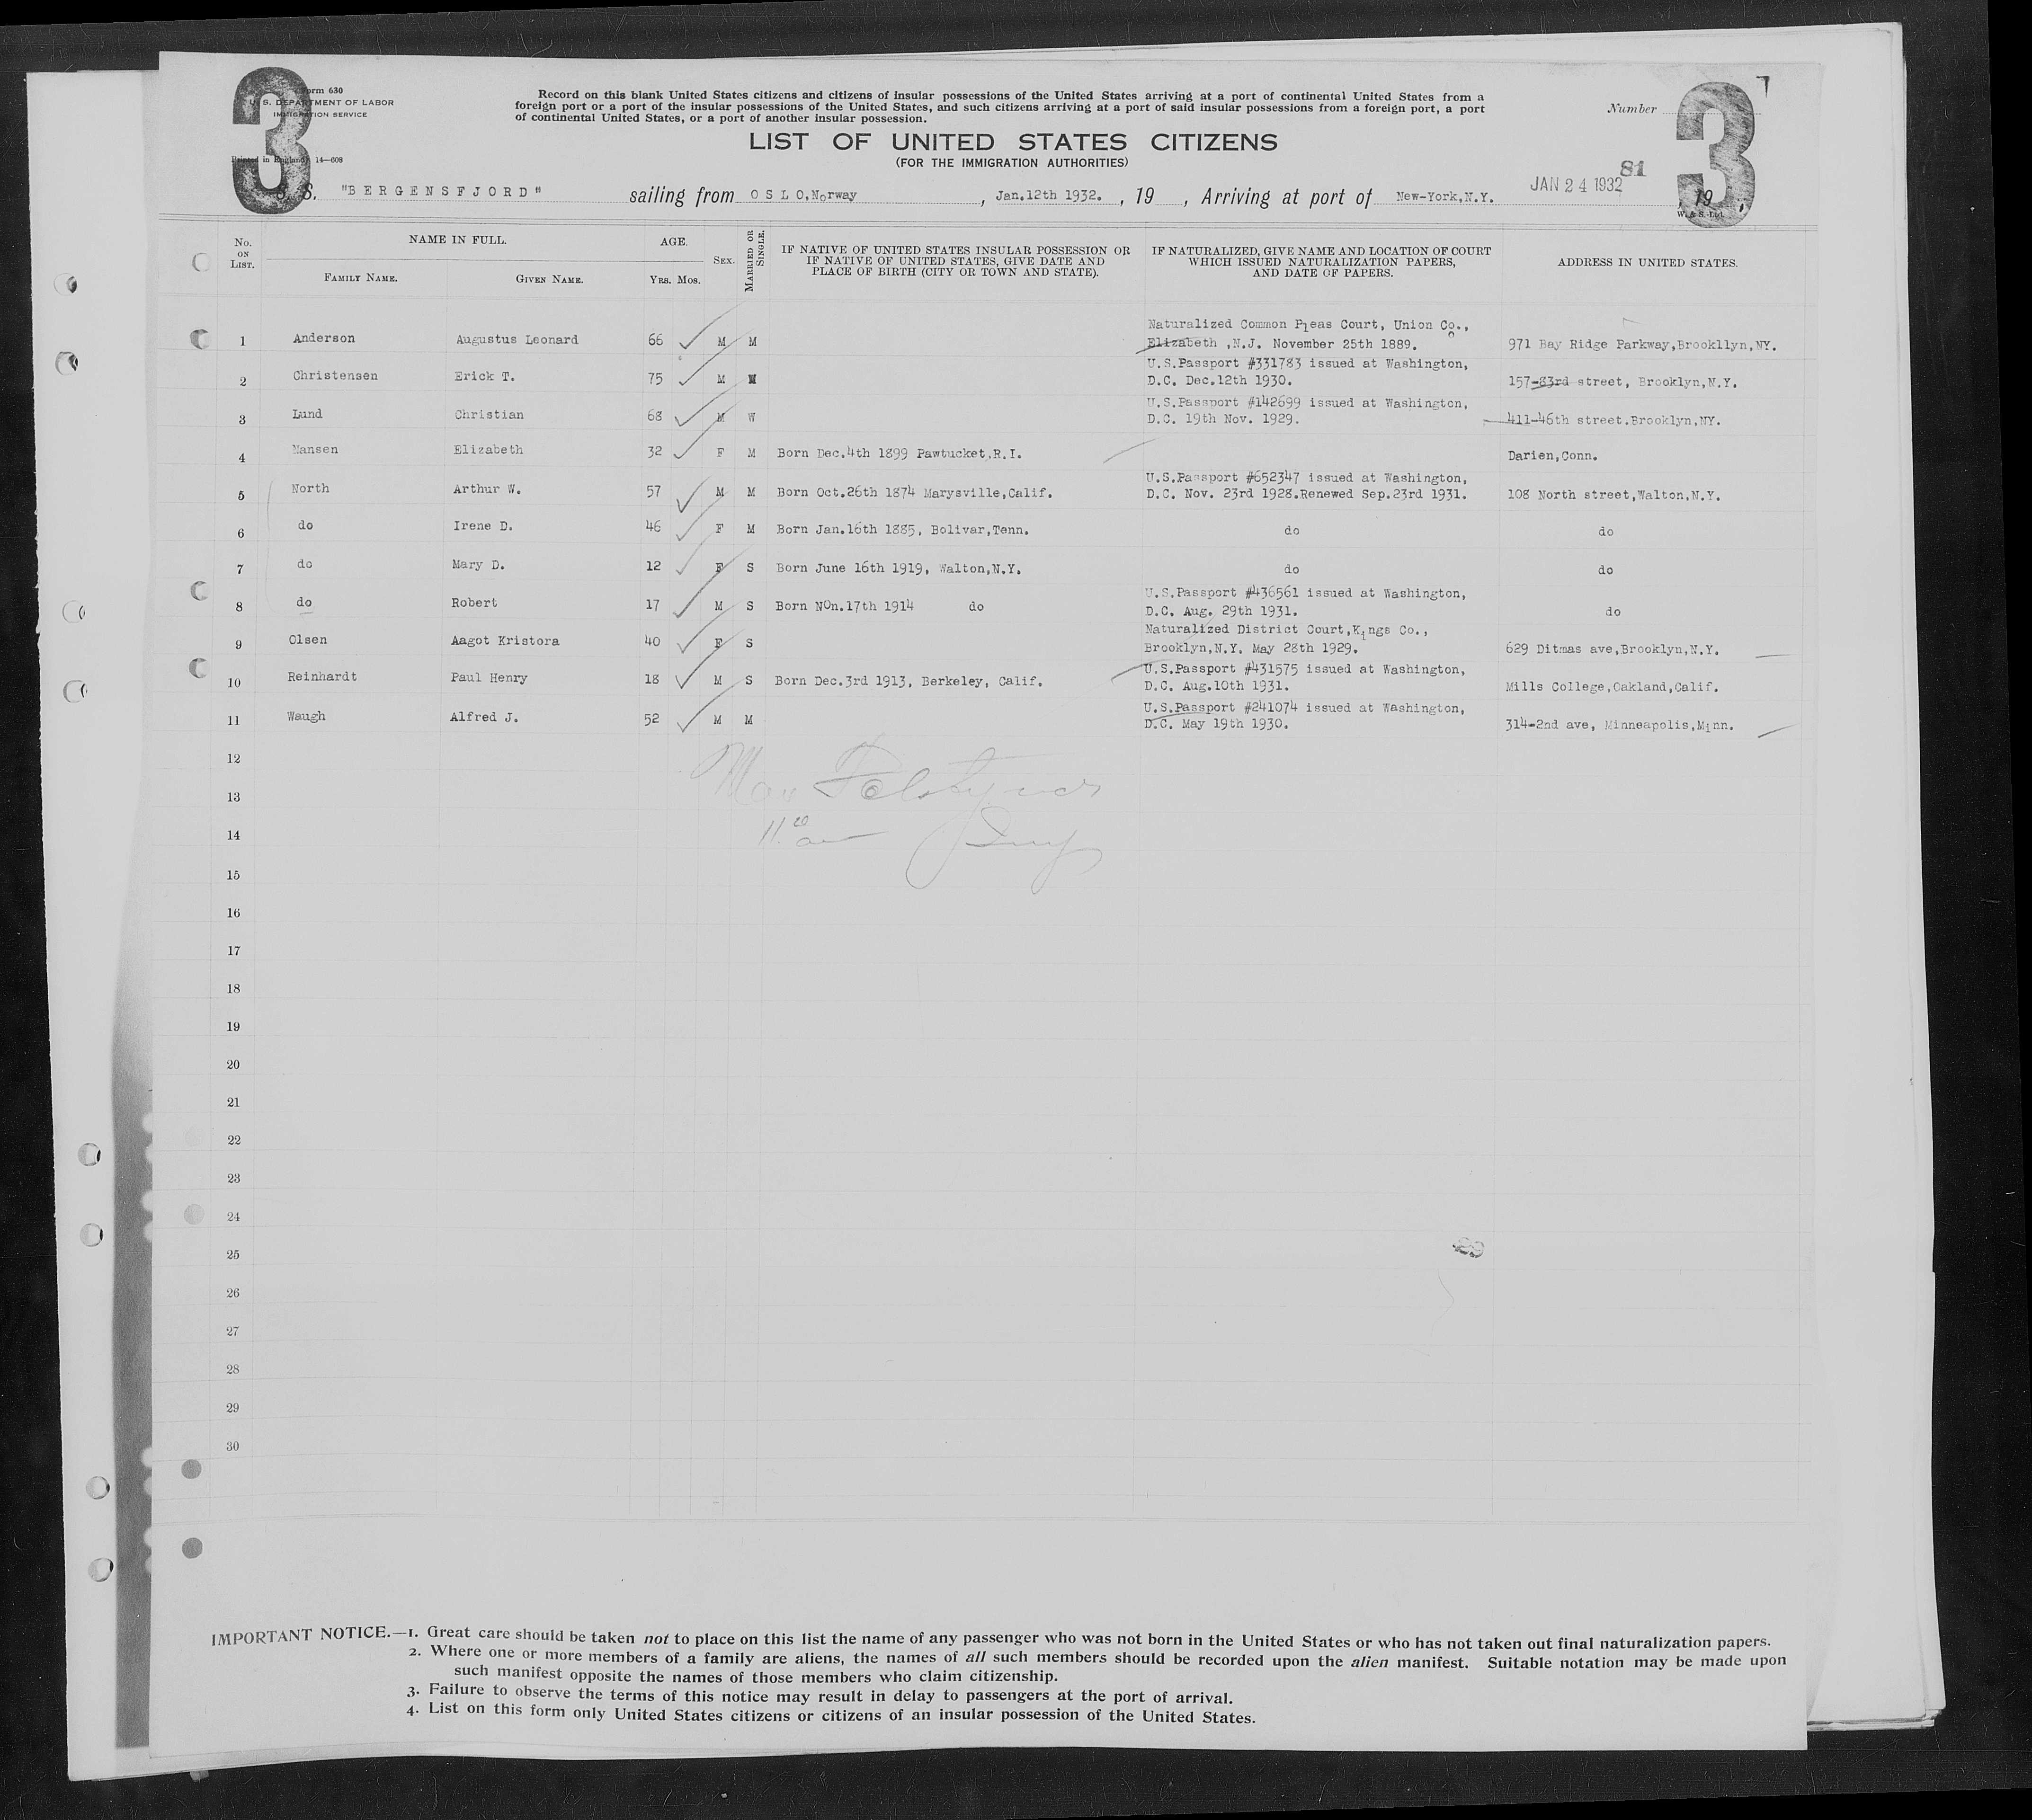 3
Form 630
U. S. DEPARTMENT OF LABOR
IMMIGRATION SERVICE
Printed in England 14—608
Record on this blank United States citizens and citizens of insular possessions of the United States arriving at a port of continental United States from a
foreign port or a port of the insular possessions of the United States, and such citizens arriving at a port of said insular possessions from a foreign port, a port
of continental United States, or a port of another insular possession.
Number
3
LIST OF UNITED STATES CITIZENS
(FOR THE IMMIGRATION AUTHORITIES)
81
S. S. "BERGENSFJORD" sailing from O S L O,Norway , Jan.12th 1932. , 19 , Arriving at port of New-York,N.Y. JAN 24 1932 , 19
W. & S. Ltd.
No. ON LIST. NAME IN FULL. FAMILY NAME. GIVEN NAME. AGE. YRS. MOS. SEX. MARRIED OR SINGLE. IF NATIVE OF UNITED STATES INSULAR POSSESSION OR IF NATIVE OF UNITED STATES, GIVE DATE AND PLACE OF BIRTH (CITY OR TOWN AND STATE). IF NATURALIZED, GIVE NAME AND LOCATION OF COURT WHICH ISSUED NATURALIZATION PAPERS, AND DATE OF PAPERS. ADDRESS IN UNITED STATES.
Naturalized Common Pleas Court, Union Co.,
1 Anderson Augustus Leonard 66 M M Elizabeth ,N.J. November 25th 1889. 971 Bay Ridge Parkway,Brookllyn,NY.
U.S.Passport #331783 issued at Washington,
2 Christensen Erick T. 75 M D.C. Dec.12th 1930. 157-83rd street, Brooklyn,N.Y.
U.S.Passport #142699 issued at Washington,
3 Lund Christian 68 M W D.C. 19th Nov. 1929. 411-46th street.Brooklyn,NY.
4 Nansen Elizabeth 32 F M Born Dec.4th 1899 Pawtucket,R.I. Darien,Conn.
U.S.Passport #652347 issued at Washington,
5 North Arthur W. 57 M M Born Oct.26th 1874 Marysville,Calif. D.C. Nov. 23rd 1928.Renewed Sep.23rd 1931. 108 North street,Walton,N.Y.
6 do Irene D. 46 F M Born Jan.16th 1885, Bolivar,Tenn. do do
7 do Mary D. 12 F S Born June 16th 1919, Walton,N.Y. do do
U.S.Passport #436561 issued at Washington,
8 do Robert 17 M S Born NOn.17th 1914 do D.C. Aug. 29th 1931. do
Naturalized District Court,Kings Co.,
9 Olsen Aagot Kristora 40 F S Brooklyn,N.Y. May 28th 1929. 629 Ditmas ave,Brooklyn,N.Y.
U.S.Passport #431575 issued at Washington,
10 Reinhardt Paul Henry 18 M S Born Dec.3rd 1913, Berkeley, Calif. D.C. Aug.10th 1931. Mills College,Oakland,Calif.
U.S.Passport #241074 issued at Washington,
11 Waugh Alfred J. 52 M M D.C. May 19th 1930. 314-2nd ave, Minneapolis,Minn.
12
13
14
15
16
17
18
19
20
21
22
23
24
25
26
27
28
29
30
IMPORTANT NOTICE.—1. Great care should be taken not to place on this list the name of any passenger who was not born in the United States or who has not taken out final naturalization papers.
2. Where one or more members of a family are aliens, the names of all such members should be recorded upon the alien manifest. Suitable notation may be made upon
such manifest opposite the names of those members who claim citizenship.
3. Failure to observe the terms of this notice may result in delay to passengers at the port of arrival.
4. List on this form only United States citizens or citizens of an insular possession of the United States.